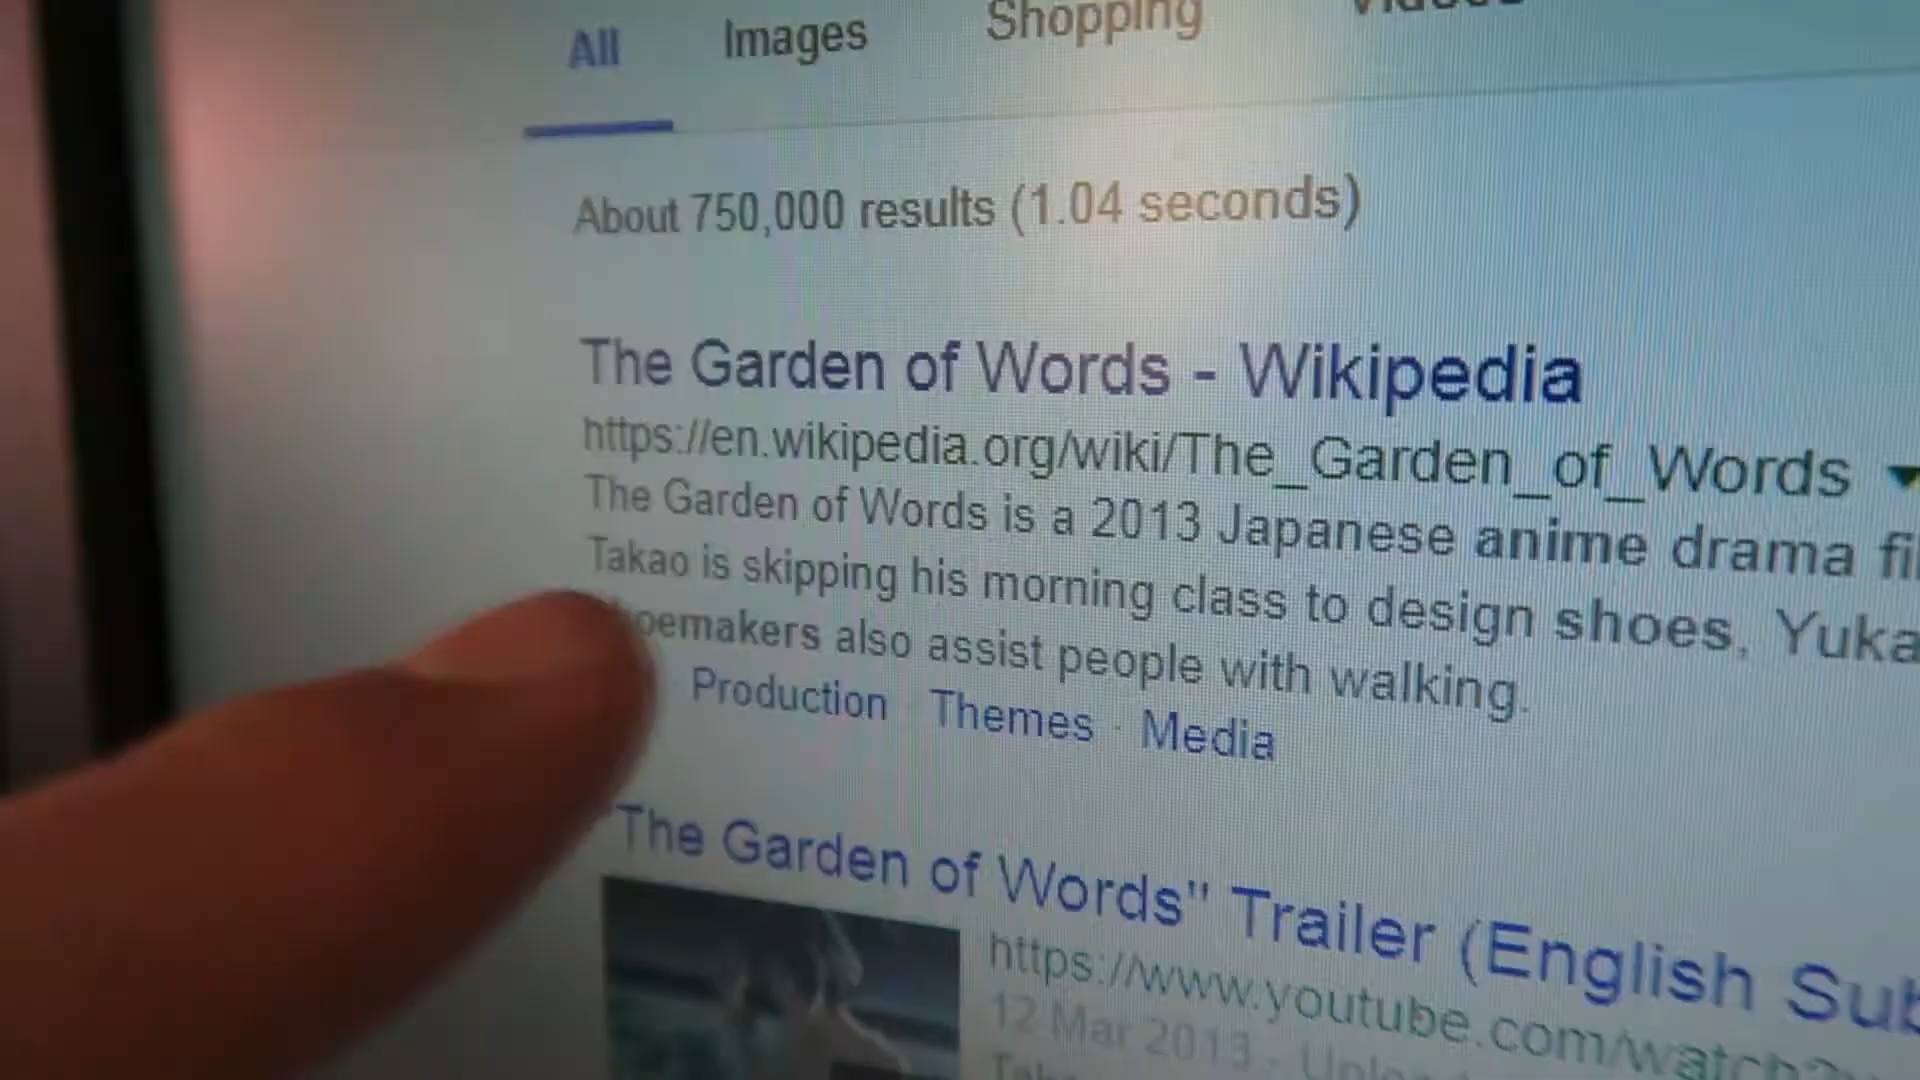 All Images Shopping
About 750,000 results (1.04 seconds)
The Garden of Words - Wikipedia
https://en.wikipedia.org/wiki/The_Garden_of_Words
The Garden of Words is a 2013 Japanese anime drama
Takao is skipping his morning class to design shoes, Yuka
oemakers also assist people with walking.
Production · Themes · Media
"The Garden of Words" Trailer (English Sub
https://www.youtube.com/watch?
12 Mar 2013 -